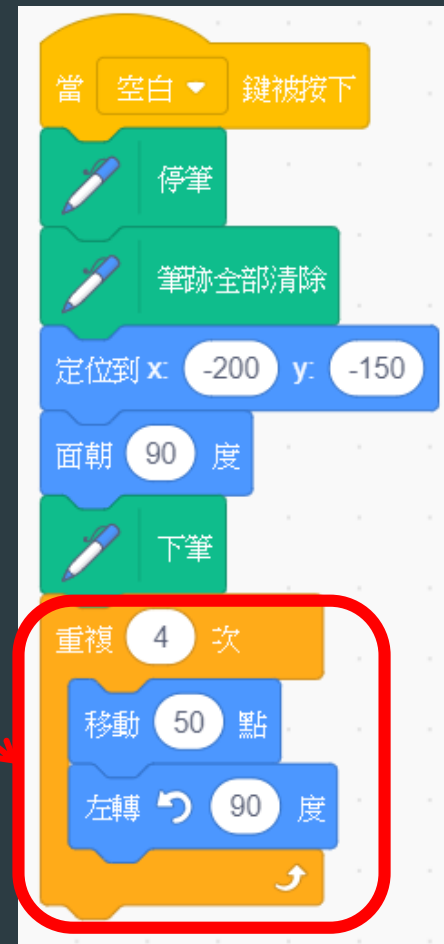 當 空白 鍵被按下
停筆
筆跡全部清除
定位到 x: -200 y: -150
面朝 90 度
下筆
重複 4 次
移動 50 點
左轉 90 度